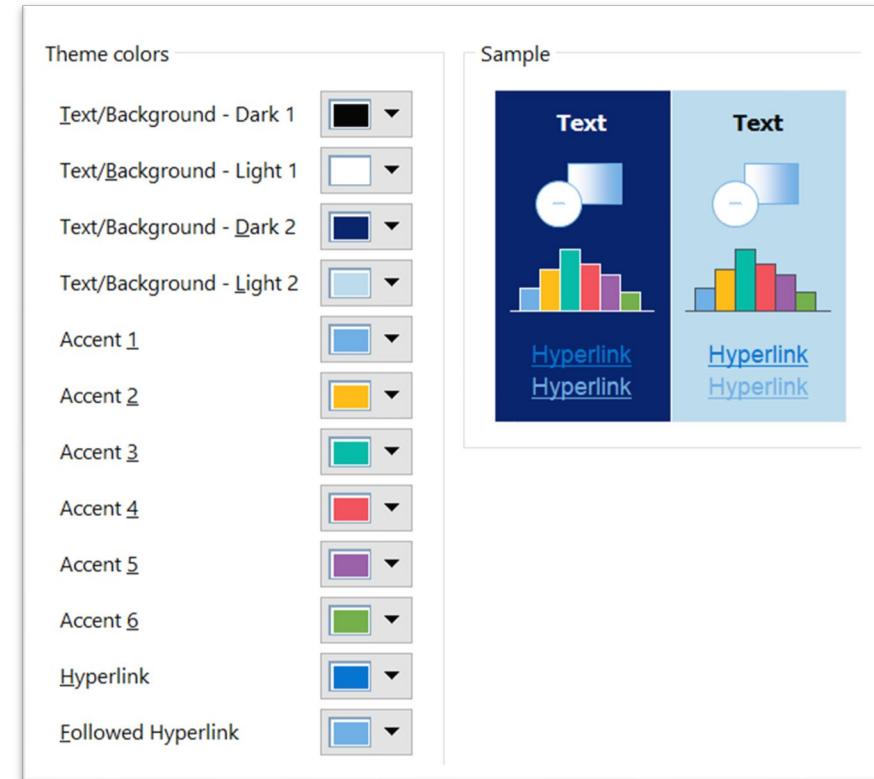 Theme colors
Text/Background - Dark 1
Text/Background - Light 1
Text/Background - Dark 2
Text/Background - Light 2
Accent 1
Accent 2
Accent 3
Accent 4
Accent 5
Accent 6
Hyperlink
Followed Hyperlink
Sample
Text
Hyperlink
Hyperlink
Text
Hyperlink
Hyperlink